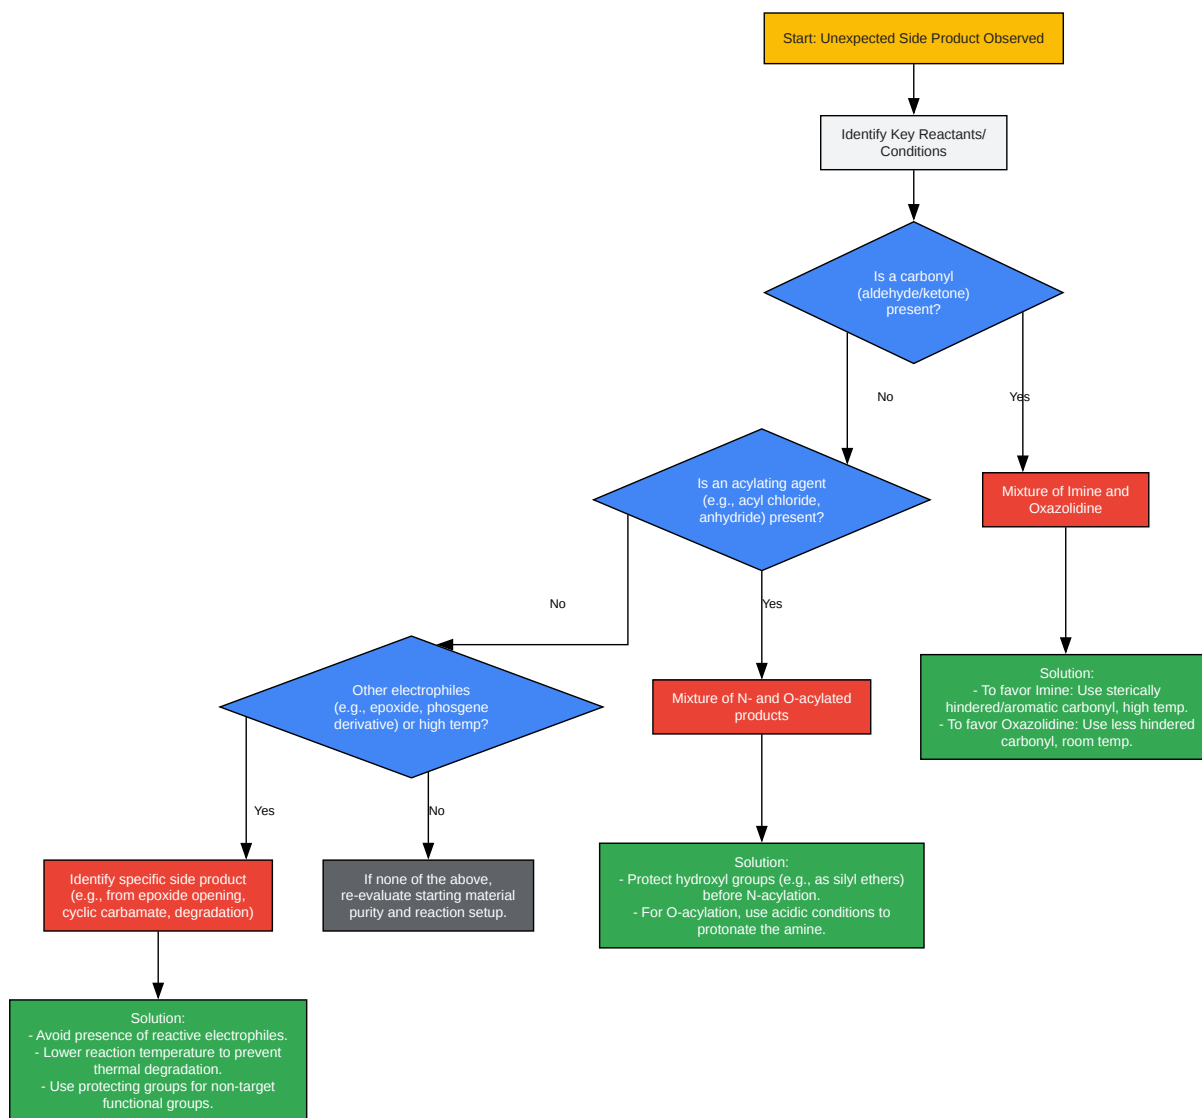 Start: Unexpected Side Product Observed
Identify Key Reactants/
Conditions
Is a carbonyl
(aldehyde/ketone)
present?
No
Yes
Is an acylating agent
(e.g., acyl chloride,
anhydride) present?
Mixture of Imine and
Oxazolidine
No
Yes
Other electrophiles
(e.g., epoxide, phosgene
derivative) or high temp?
Mixture of N- and O-acylated
products
Solution:
- To favor Imine: Use sterically
hindered/aromatic carbonyl, high temp.
- To favor Oxazolidine: Use less hindered
carbonyl, room temp.
Yes
No
Identify specific side product
(e.g., from epoxide opening,
cyclic carbamate, degradation)
If none of the above,
re-evaluate starting material
purity and reaction setup.
Solution:
- Protect hydroxyl groups (e.g., as silyl ethers)
before N-acylation.
- For O-acylation, use acidic conditions to
protonate the amine.
Solution:
- Avoid presence of reactive electrophiles.
- Lower reaction temperature to prevent
thermal degradation.
- Use protecting groups for non-target
functional groups.